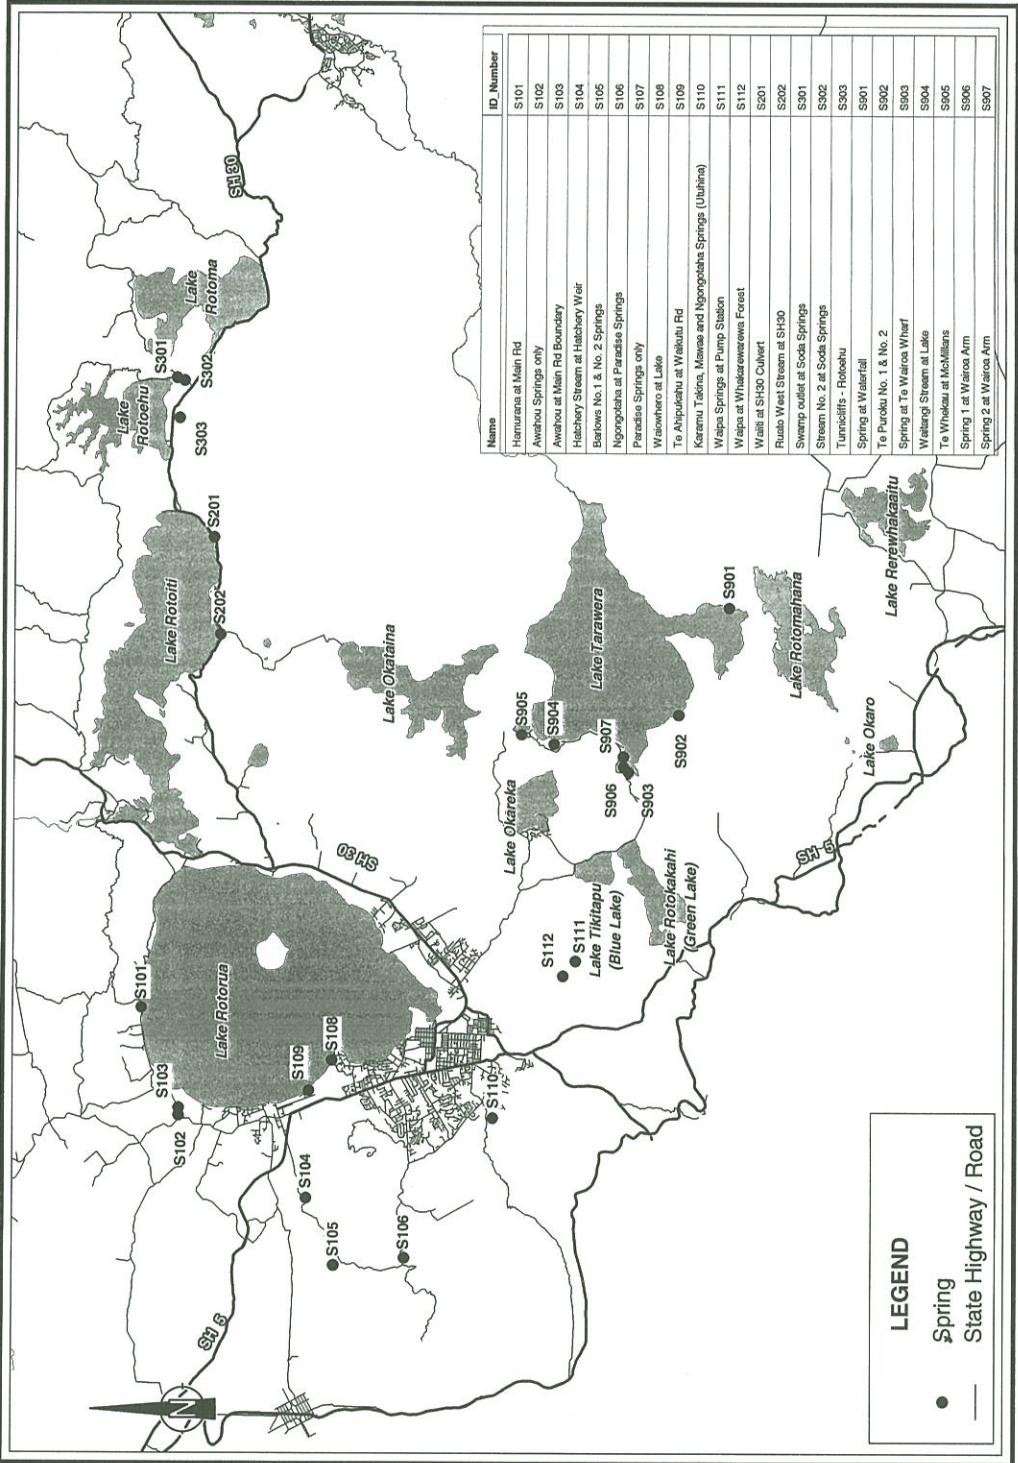 SH 5
N
S102
S103
S101
Lake Rotorua
S109
S108
S104
S105
S106
S110
SH 30
S112
S111
Lake Tikitapu
(Blue Lake)
Lake Rotokakahi
(Green Lake)
Lake Okareka
SH 5
Lake Rotoiti
S202
S201
Lake Okataina
S905
S904
Lake Tarawera
S907
S906
S903
S902
S901
Lake Rotomahana
Lake Okaro
Lake Rerewhakaaitu
Lake
Rotoehu
S301
S302
S303
Lake
Rotoma
SH 30
Name ID_Number
Hamurana at Main Rd S101
Awahou Springs only S102
Awahou at Main Rd Boundary S103
Hatchery Stream at Hatchery Weir S104
Barlows No.1 & No. 2 Springs S105
Ngongotaha at Paradise Springs S106
Paradise Springs only S107
Waiowhero at Lake S108
Te Ahipukahu at Waikutu Rd S109
Karamu Takina, Mawae and Ngongotaha Springs (Utuhina) S110
Waipa Springs at Pump Station S111
Waipa at Whakarewarewa Forest S112
Waiiti at SH30 Culvert S201
Ruato West Stream at SH30 S202
Swamp outlet at Soda Springs S301
Stream No. 2 at Soda Springs S302
Tunnicliffs - Rotoehu S303
Spring at Waterfall S901
Te Puroku No. 1 & No. 2 S902
Spring at Te Wairoa Wharf S903
Waitangi Stream at Lake S904
Te Whekau at McMillans S905
Spring 1 at Wairoa Arm S906
Spring 2 at Wairoa Arm S907
LEGEND
Spring
State Highway / Road